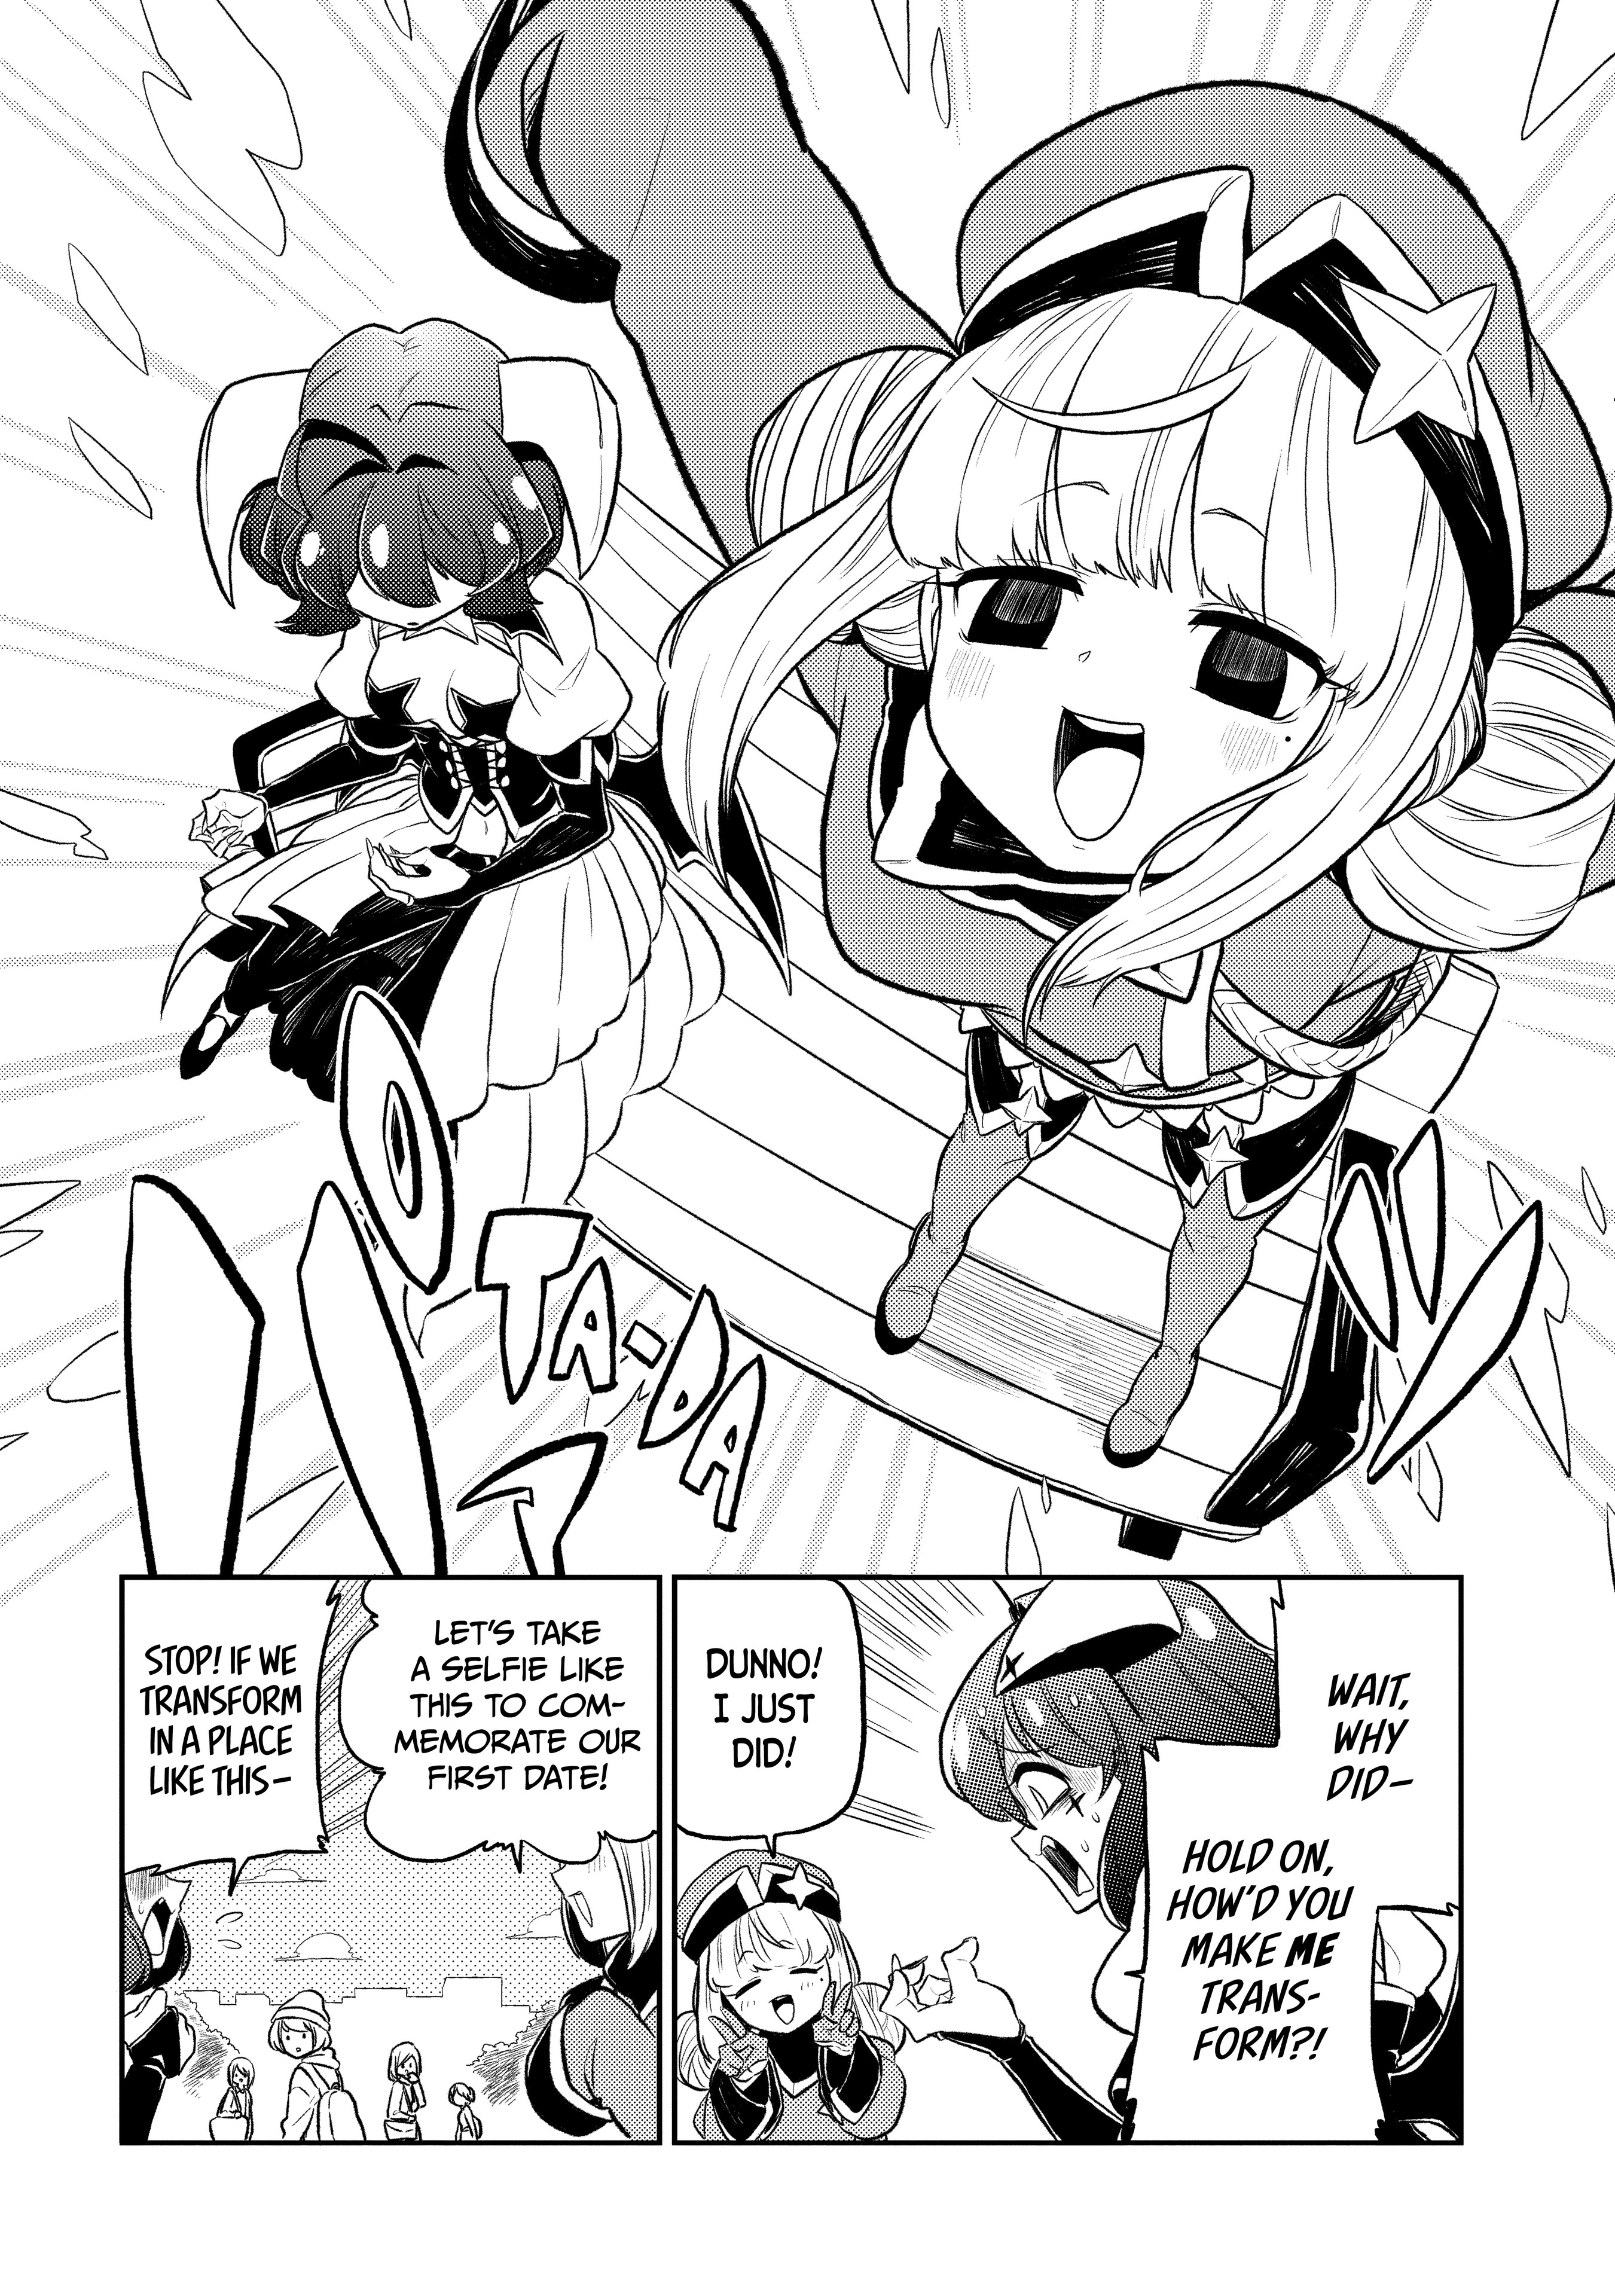 TA-DA
WAIT,
WHY
DID—
HOLD ON,
HOW'D YOU
MAKE ME
TRANS-
FORM?!
DUNNO!
I JUST
DID!
LET'S TAKE
A SELFIE LIKE
THIS TO COM-
MEMORATE OUR
FIRST DATE!
STOP! IF WE
TRANSFORM
IN A PLACE
LIKE THIS—